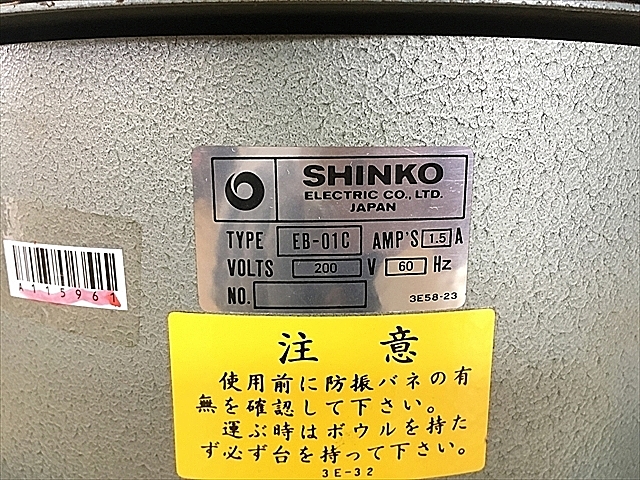 SHINKO
ELECTRIC CO., LTD.
JAPAN
TYPE EB-01C AMP'S 1.5 A
VOLTS 200 V 60 Hz
NO.
3E58-23
A115961
注 意
使用前に防振バネの有
無を確認して下さい。
運ぶ時はボウルを持た
ず必ず台を持って下さい。
3E-32